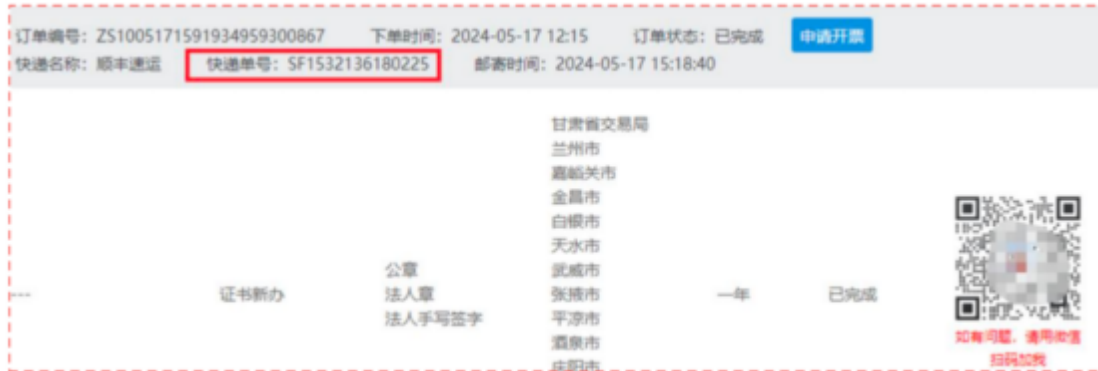 订单编号：ZS1005171591934959300867 下单时间：2024-05-17 12:15 订单状态：已完成 申请开票
快递名称：顺丰速运 快递单号：SF1532136180225 邮寄时间：2024-05-17 15:18:40
甘肃省交易局
兰州市
嘉峪关市
金昌市
白银市
天水市
公章 武威市
--- 证书新办 法人章 张掖市 一年 已完成
法人手写签字 平凉市
酒泉市
庆阳市
如有问题，请用微信
扫码加我